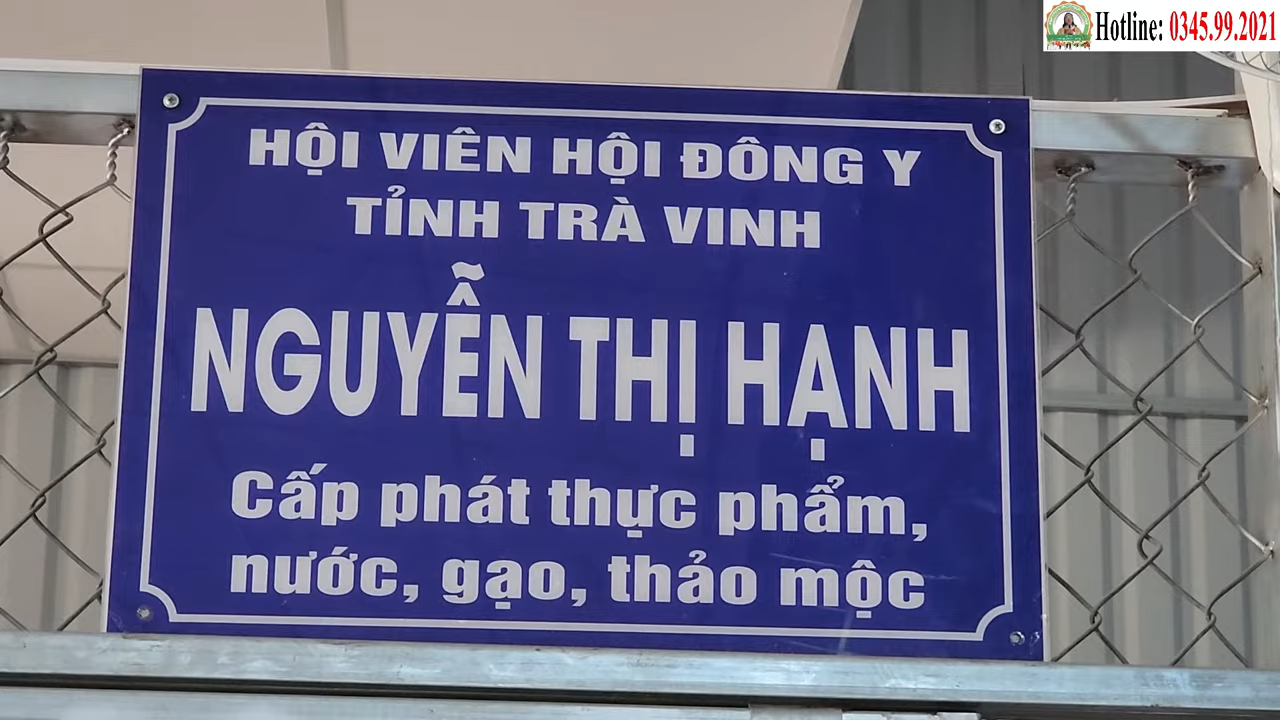 Hotline: 0345.99.2021
HỘI VIÊN HỘI ĐÔNG Y
TỈNH TRÀ VINH
NGUYỄN THỊ HẠNH
Cấp phát thực phẩm,
nước, gạo, thảo mộc